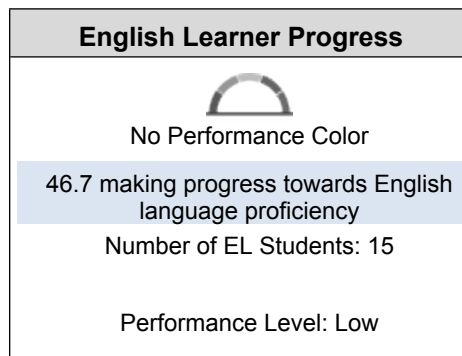 English Learner Progress
No Performance Color
46.7 making progress towards English
language proficiency
Number of EL Students: 15
Performance Level: Low